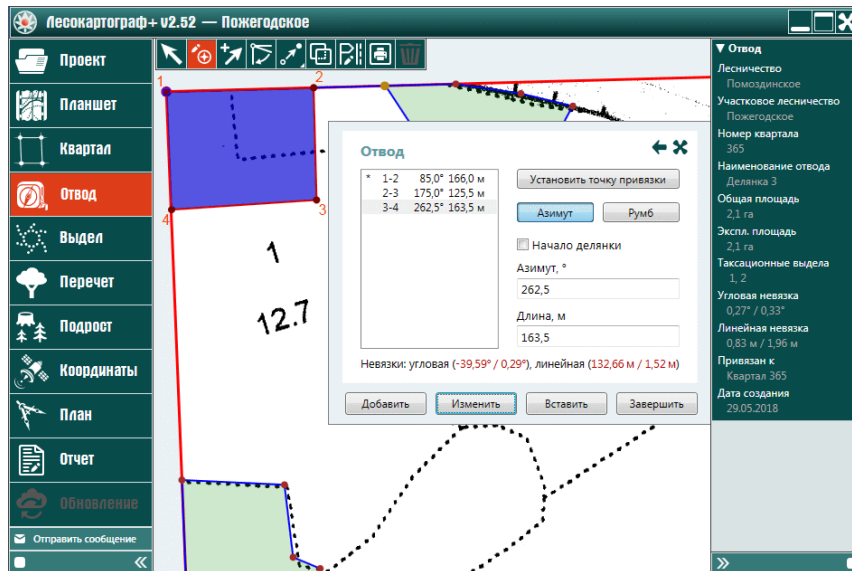 Лесокартограф+ v2.52 — Пожегодское
Проект
Планшет
Квартал
Отвод
Выдел
Перечет
Подрост
Координаты
План
Отчет
Обновление
Отправить сообщение
«
1
2
3
4
1
12.7
Отвод
* 1-2 85,0° 166,0 м
2-3 175,0° 125,5 м
3-4 262,5° 163,5 м
Установить точку привязки
Азимут
Румб
Начало делянки
Азимут, °
262,5
Длина, м
163,5
Невязки: угловая (-39,59° / 0,29°), линейная (132,66 м / 1,52 м)
Добавить
Изменить
Вставить
Завершить
▼ Отвод
Лесничество
Помоздинское
Участковое лесничество
Пожегодское
Номер квартала
365
Наименование отвода
Делянка 3
Общая площадь
2,1 га
Экспл. площадь
2,1 га
Таксационные выдела
1, 2
Угловая невязка
0,27° / 0,33°
Линейная невязка
0,83 м / 1,96 м
Привязан к
Квартал 365
Дата создания
29.05.2018
»